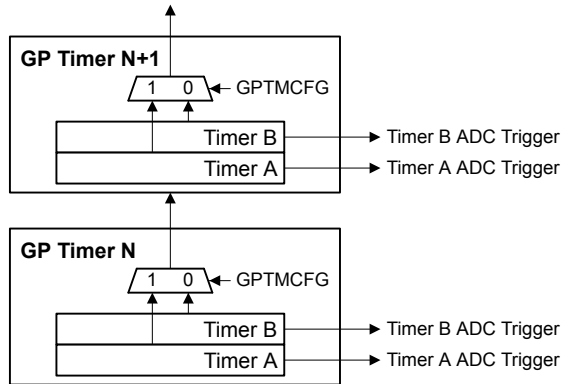 GP Timer N+1
1 0 GPTMCFG
Timer B Timer B ADC Trigger
Timer A Timer A ADC Trigger
GP Timer N
1 0 GPTMCFG
Timer B Timer B ADC Trigger
Timer A Timer A ADC Trigger